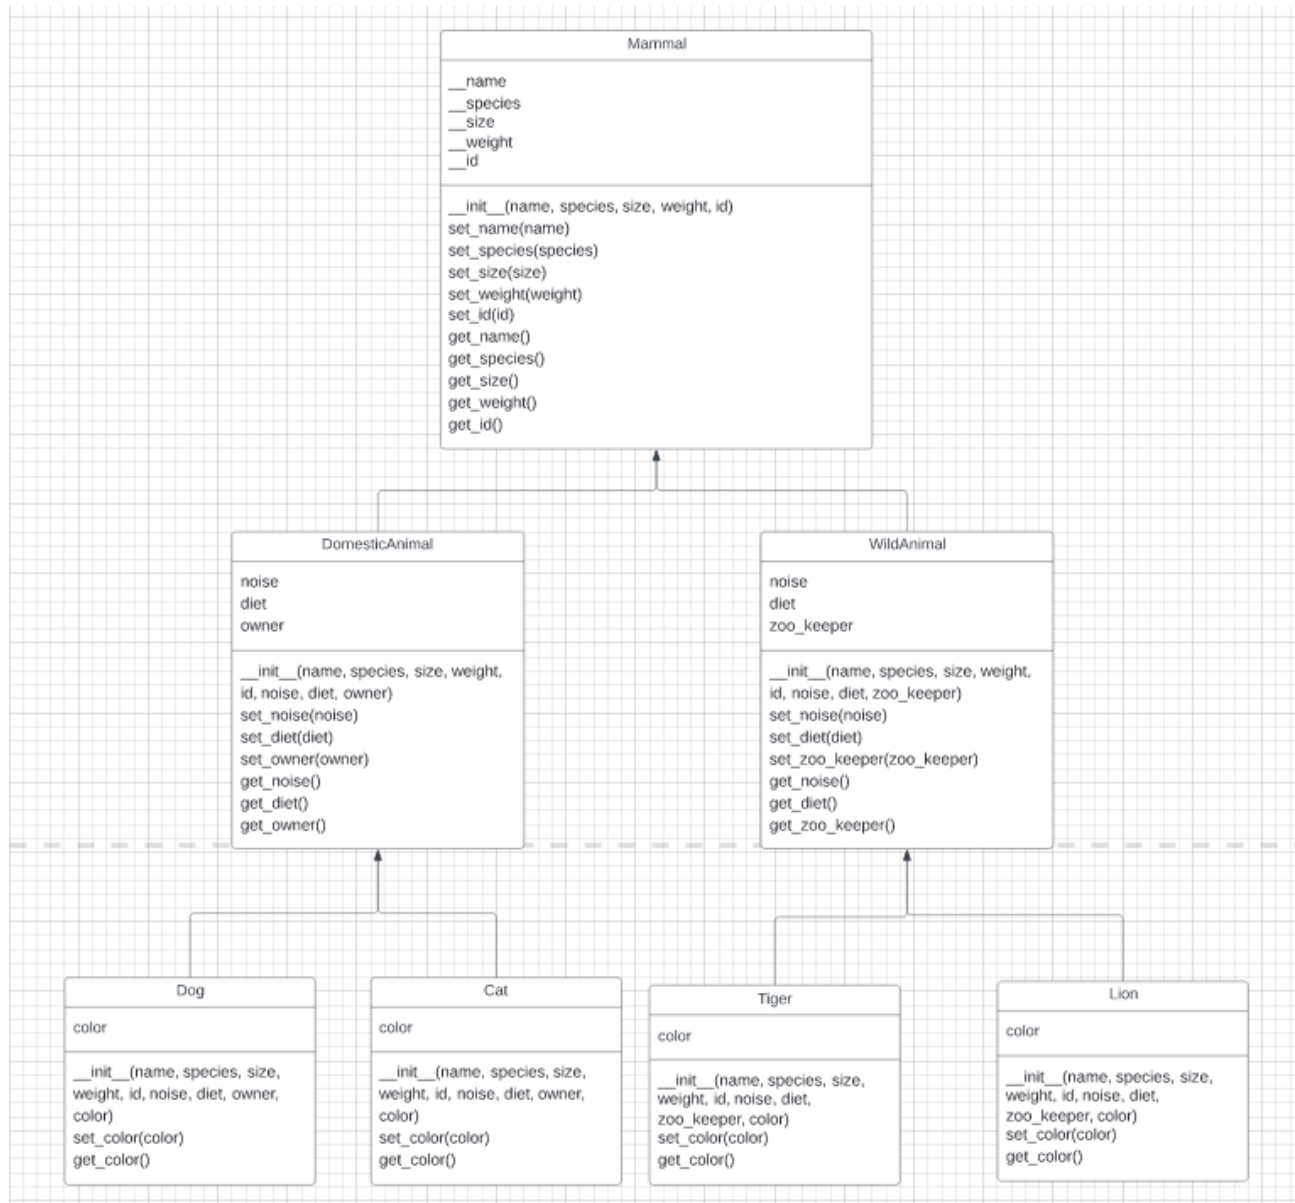 Mammal
__name
__species
__size
__weight
__id
__init__(name, species, size, weight, id)
set_name(name)
set_species(species)
set_size(size)
set_weight(weight)
set_id(id)
get_name()
get_species()
get_size()
get_weight()
get_id()
DomesticAnimal
noise
diet
owner
__init__(name, species, size, weight,
id, noise, diet, owner)
set_noise(noise)
set_diet(diet)
set_owner(owner)
get_noise()
get_diet()
get_owner()
WildAnimal
noise
diet
zoo_keeper
__init__(name, species, size, weight,
id, noise, diet, zoo_keeper)
set_noise(noise)
set_diet(diet)
set_zoo_keeper(zoo_keeper)
get_noise()
get_diet()
get_zoo_keeper()
Dog
color
__init__(name, species, size,
weight, id, noise, diet, owner,
color)
set_color(color)
get_color()
Cat
color
__init__(name, species, size,
weight, id, noise, diet, owner,
color)
set_color(color)
get_color()
Tiger
color
__init__(name, species, size,
weight, id, noise, diet,
zoo_keeper, color)
set_color(color)
get_color()
Lion
color
__init__(name, species, size,
weight, id, noise, diet,
zoo_keeper, color)
set_color(color)
get_color()